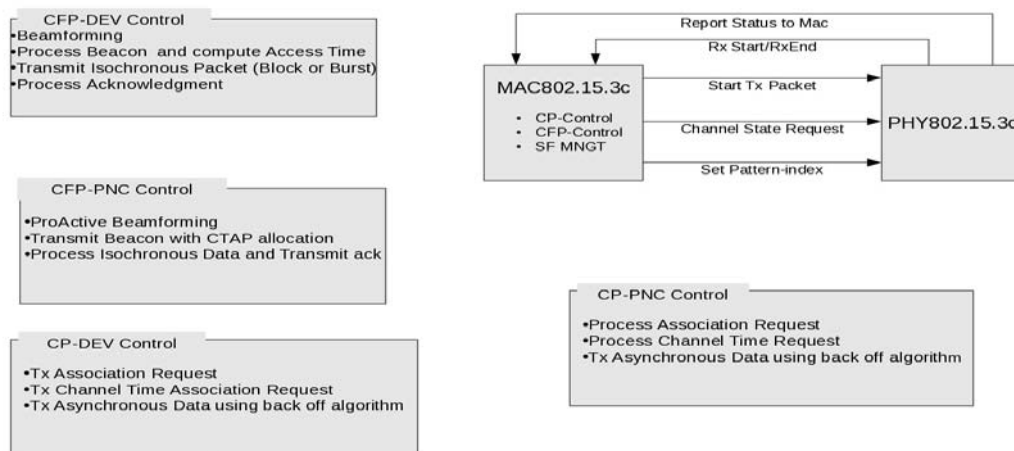 CFP-DEV Control
•Beamforming
•Process Beacon and compute Access Time
•Transmit Isochronous Packet (Block or Burst)
•Process Acknowledgment
Report Status to Mac
Rx Start/RxEnd
MAC802.15.3c
• CP-Control
• CFP-Control
• SF MNGT
Start Tx Packet
Channel State Request
Set Pattern-index
PHY802.15.3c
CFP-PNC Control
•ProActive Beamforming
•Transmit Beacon with CTAP allocation
•Process Isochronous Data and Transmit ack
CP-PNC Control
•Process Association Request
•Process Channel Time Request
•Tx Asynchronous Data using back off algorithm
CP-DEV Control
•Tx Association Request
•Tx Channel Time Association Request
•Tx Asynchronous Data using back off algorithm